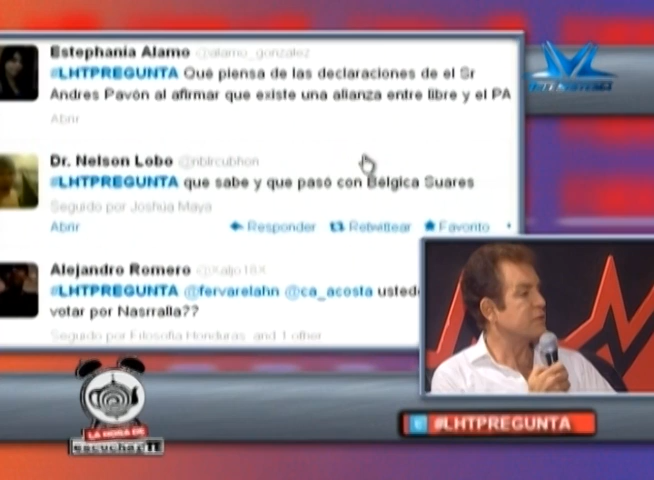 Estephania Alamo @alamo_gonzalez
#LHTPREGUNTA Qué piensa de las declaraciones de el Sr
Andres Pavón al afirmar que existe una alianza entre libre y el PA
Abrir
Dr. Nelson Lobo @nblrcubhon
#LHTPREGUNTA que sabe y que pasó con Bélgica Suares
Seguido por Joshua Maya
Abrir Responder Retwittear Favorito
Alejandro Romero
#LHTPREGUNTA @fervarelahn @ca_acosta usted
votar por Nasrralla??
Seguido por Filosofia Honduras. and 1 other
LA HORA DE
escucharTE
#LHTPREGUNTA